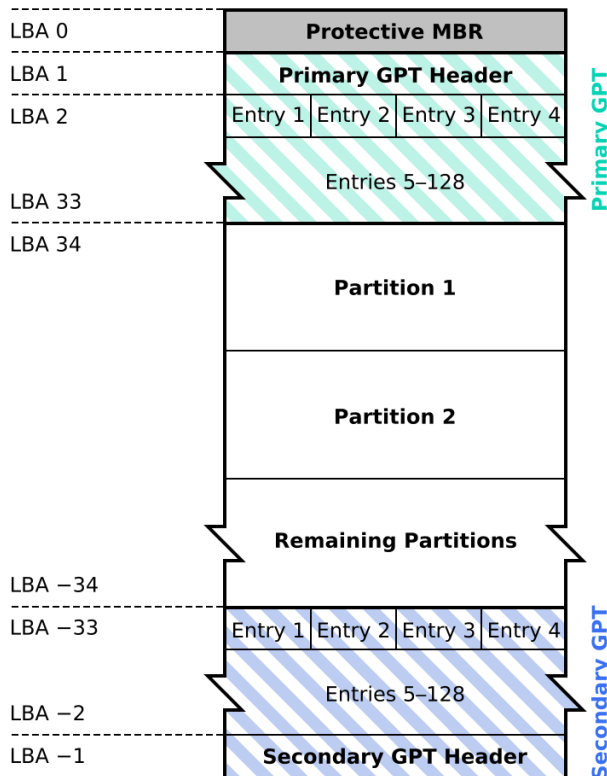 LBA 0
Protective MBR
LBA 1
Primary GPT Header
LBA 2
Entry 1 Entry 2 Entry 3 Entry 4
Entries 5–128
LBA 33
Primary GPT
LBA 34
Partition 1
Partition 2
Remaining Partitions
LBA −34
LBA −33
Entry 1 Entry 2 Entry 3 Entry 4
Entries 5–128
LBA −2
LBA −1
Secondary GPT Header
Secondary GPT